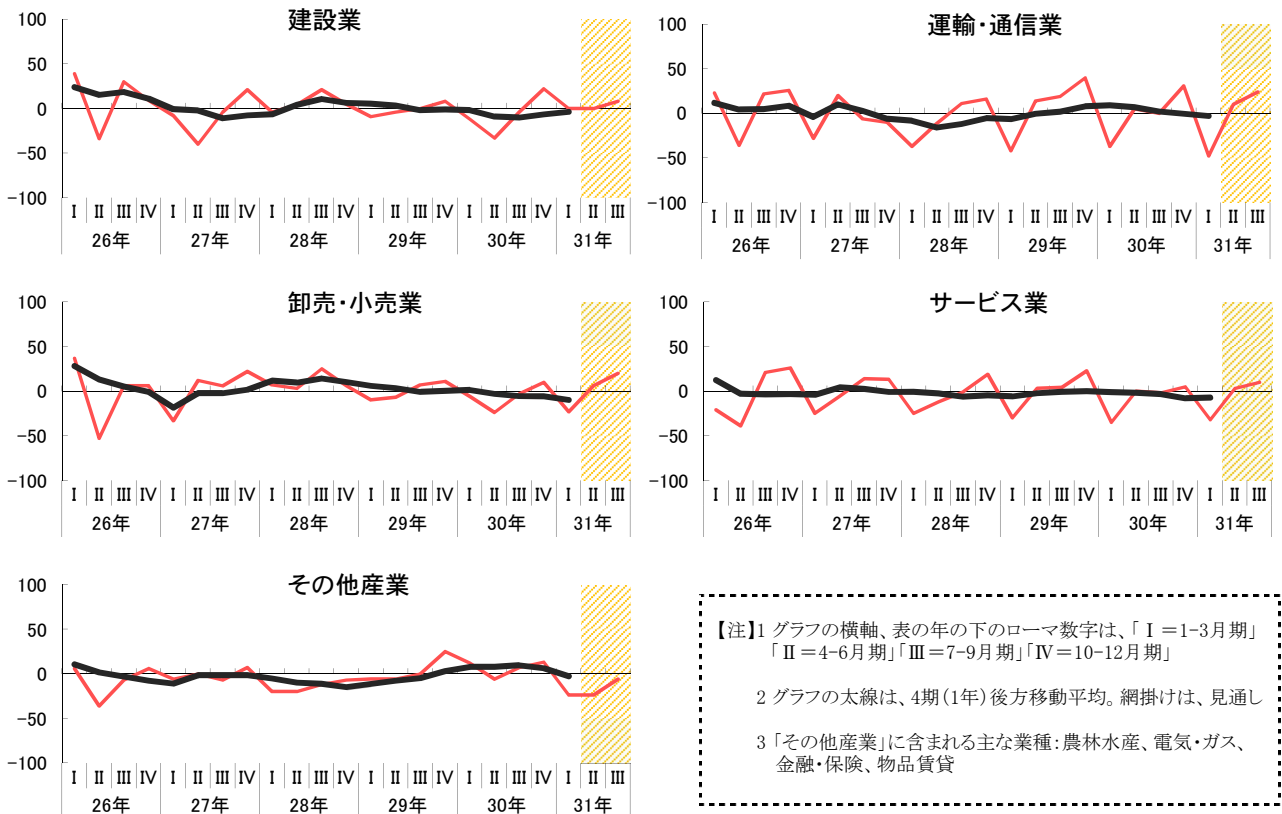 建設業
100
50
0
-50
-100
Ⅰ Ⅱ Ⅲ Ⅳ Ⅰ Ⅱ Ⅲ Ⅳ Ⅰ Ⅱ Ⅲ Ⅳ Ⅰ Ⅱ Ⅲ Ⅳ Ⅰ Ⅱ Ⅲ Ⅳ Ⅰ Ⅱ Ⅲ
26年 27年 28年 29年 30年 31年
運輸・通信業
100
50
0
-50
-100
Ⅰ Ⅱ Ⅲ Ⅳ Ⅰ Ⅱ Ⅲ Ⅳ Ⅰ Ⅱ Ⅲ Ⅳ Ⅰ Ⅱ Ⅲ Ⅳ Ⅰ Ⅱ Ⅲ Ⅳ Ⅰ Ⅱ Ⅲ
26年 27年 28年 29年 30年 31年
卸売・小売業
100
50
0
-50
-100
Ⅰ Ⅱ Ⅲ Ⅳ Ⅰ Ⅱ Ⅲ Ⅳ Ⅰ Ⅱ Ⅲ Ⅳ Ⅰ Ⅱ Ⅲ Ⅳ Ⅰ Ⅱ Ⅲ Ⅳ Ⅰ Ⅱ Ⅲ
26年 27年 28年 29年 30年 31年
サービス業
100
50
0
-50
-100
Ⅰ Ⅱ Ⅲ Ⅳ Ⅰ Ⅱ Ⅲ Ⅳ Ⅰ Ⅱ Ⅲ Ⅳ Ⅰ Ⅱ Ⅲ Ⅳ Ⅰ Ⅱ Ⅲ Ⅳ Ⅰ Ⅱ Ⅲ
26年 27年 28年 29年 30年 31年
その他産業
100
50
0
-50
-100
Ⅰ Ⅱ Ⅲ Ⅳ Ⅰ Ⅱ Ⅲ Ⅳ Ⅰ Ⅱ Ⅲ Ⅳ Ⅰ Ⅱ Ⅲ Ⅳ Ⅰ Ⅱ Ⅲ Ⅳ Ⅰ Ⅱ Ⅲ
26年 27年 28年 29年 30年 31年
【注】1 グラフの横軸、表の年の下のローマ数字は、「Ⅰ＝1-3月期」
「Ⅱ＝4-6月期」「Ⅲ＝7-9月期」「Ⅳ＝10-12月期」
2 グラフの太線は、4期(1年)後方移動平均。網掛けは、見通し
3 「その他産業」に含まれる主な業種：農林水産、電気・ガス、
金融・保険、物品賃貸